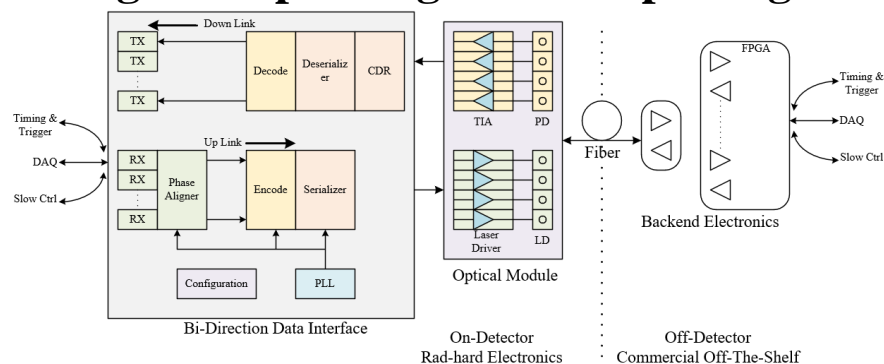 Down Link
TX
TX
TX
Decode
Deserializ
er
CDR
TIA
PD
FPGA
Timing &
Trigger
DAQ
Slow Ctrl
Up Link
RX
RX
RX
Phase
Aligner
Encode
Serializer
Configuration
PLL
Bi-Direction Data Interface
Laser
Driver
LD
Optical Module
Fiber
Backend Electronics
Timing &
Trigger
DAQ
Slow Ctrl
On-Detector
Rad-hard Electronics
Off-Detector
Commercial Off-The-Shelf